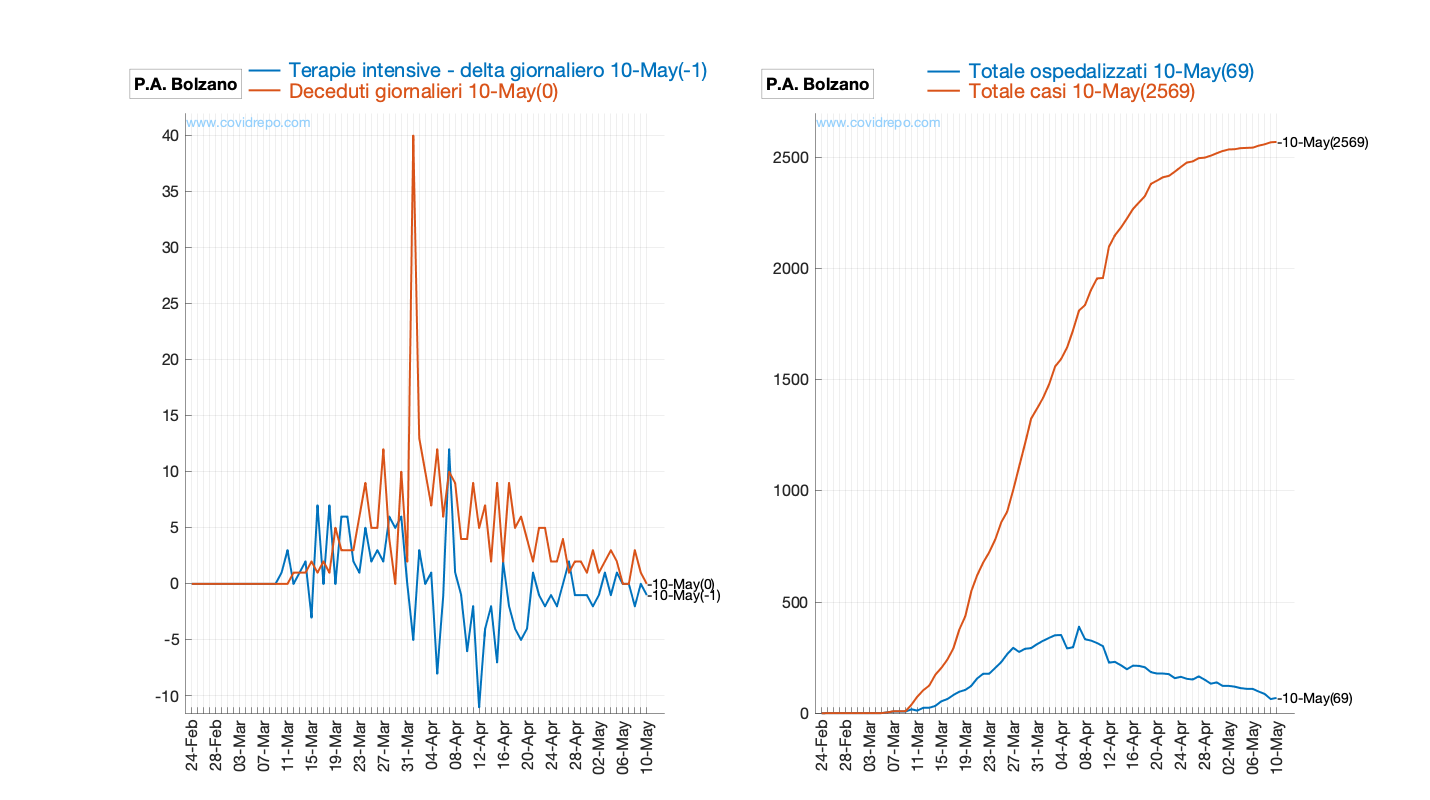 P.A. Bolzano
Terapie intensive - delta giornaliero 10-May(-1)
Deceduti giornalieri 10-May(0)
www.covidrepo.com
40
35
30
25
20
15
10
5
0
-5
-10
-10-May(0)
-10-May(-1)
24-Feb
28-Feb
03-Mar
07-Mar
11-Mar
15-Mar
19-Mar
23-Mar
27-Mar
31-Mar
04-Apr
08-Apr
12-Apr
16-Apr
20-Apr
24-Apr
28-Apr
02-May
06-May
10-May
P.A. Bolzano
Totale ospedalizzati 10-May(69)
Totale casi 10-May(2569)
www.covidrepo.com
2500
2000
1500
1000
500
0
-10-May(2569)
-10-May(69)
24-Feb
28-Feb
03-Mar
07-Mar
11-Mar
15-Mar
19-Mar
23-Mar
27-Mar
31-Mar
04-Apr
08-Apr
12-Apr
16-Apr
20-Apr
24-Apr
28-Apr
02-May
06-May
10-May